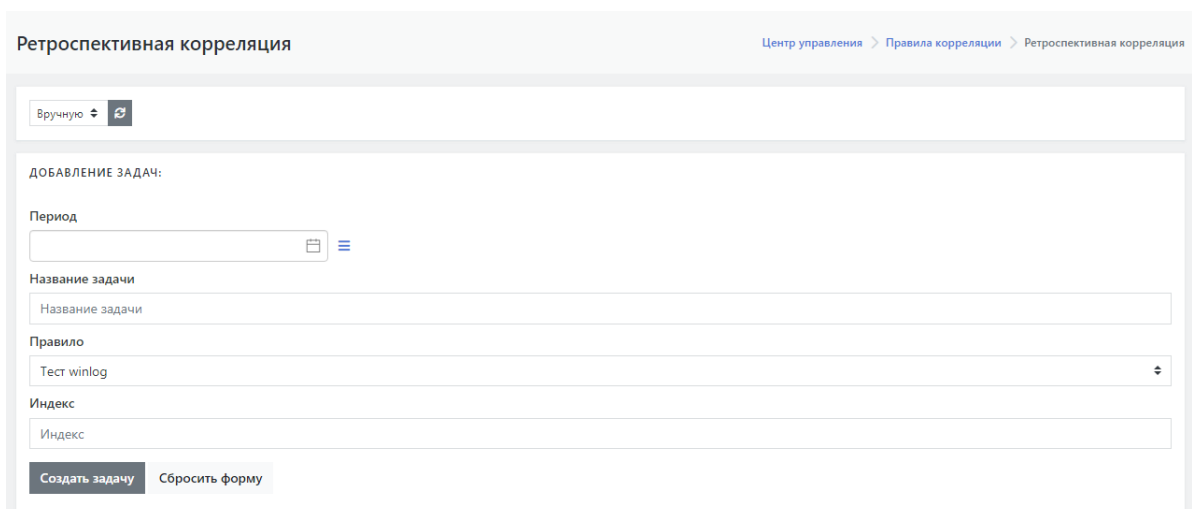 Ретроспективная корреляция
Центр управления > Правила корреляции > Ретроспективная корреляция
Вручную
ДОБАВЛЕНИЕ ЗАДАЧ:
Период
Название задачи
Название задачи
Правило
Тест winlog
Индекс
Индекс
Создать задачу Сбросить форму